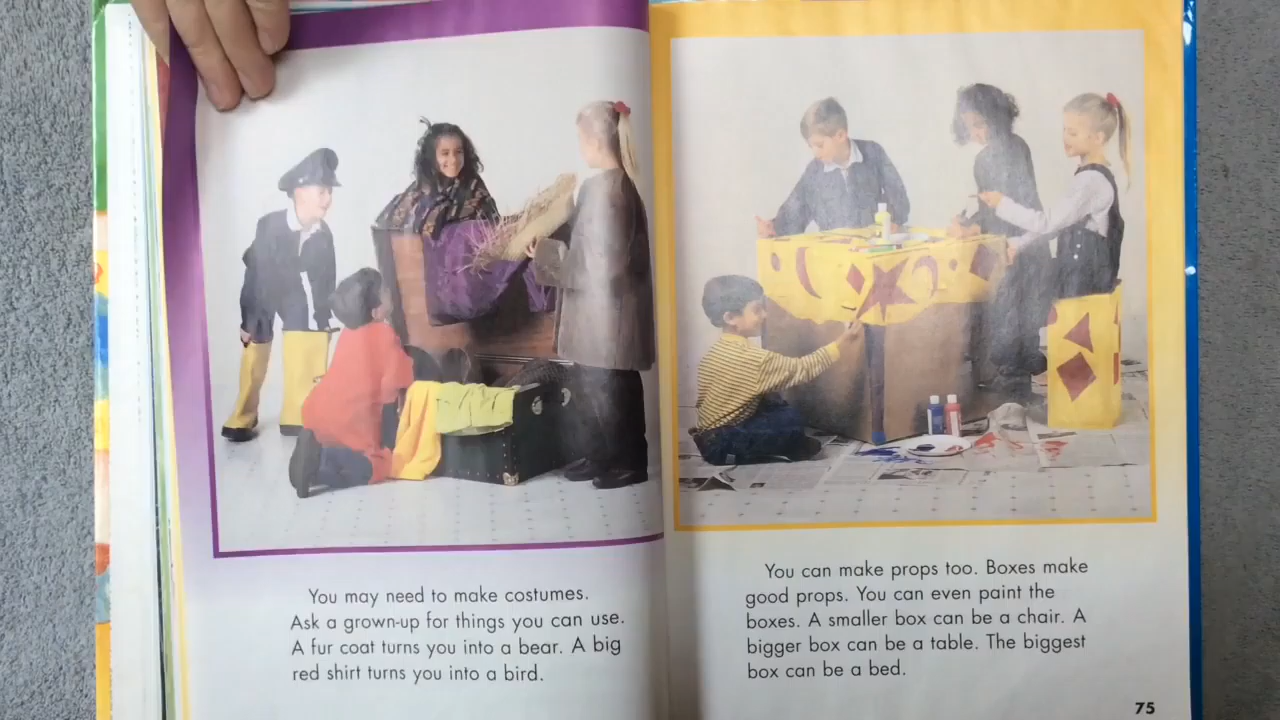 You may need to make costumes.
Ask a grown-up for things you can use.
A fur coat turns you into a bear. A big
red shirt turns you into a bird.
You can make props too. Boxes make
good props. You can even paint the
boxes. A smaller box can be a chair. A
bigger box can be a table. The biggest
box can be a bed.
75